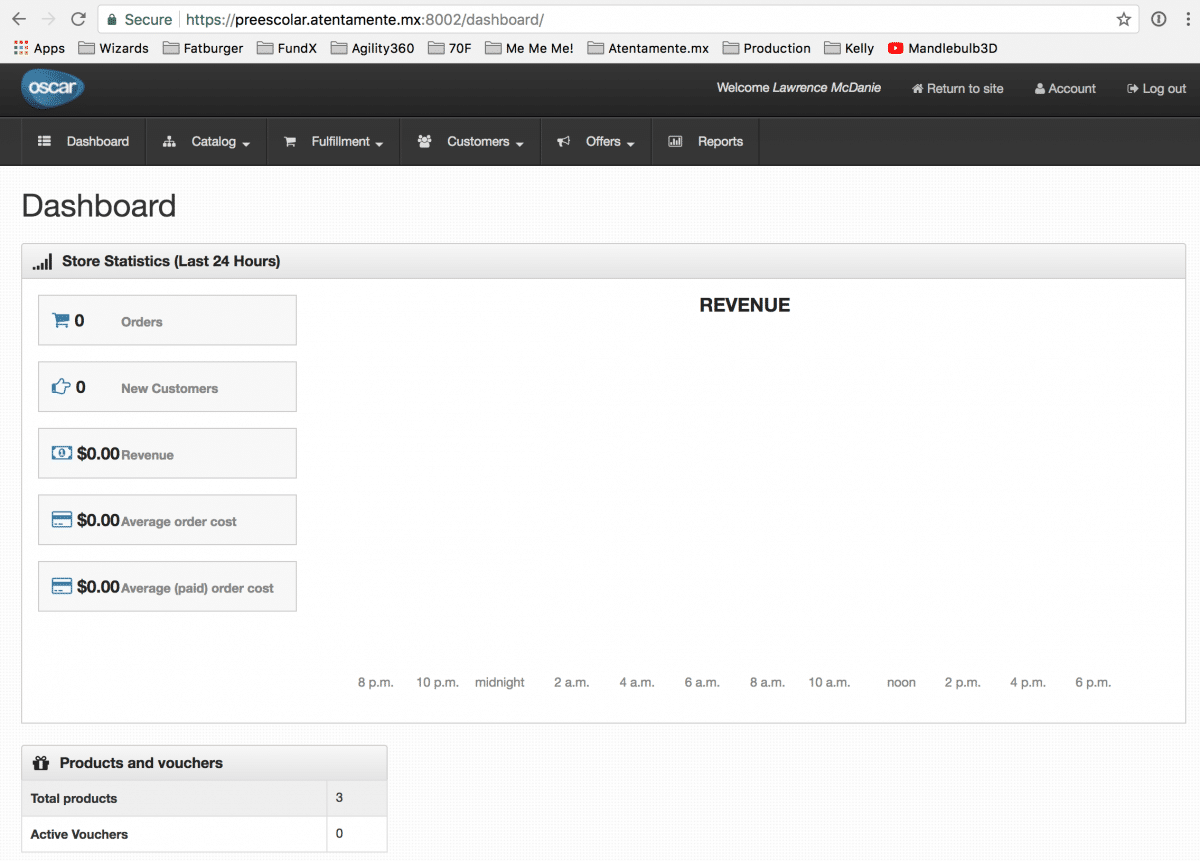 Secure https://preescolar.atentamente.mx:8002/dashboard/
Apps Wizards Fatburger FundX Agility360 70F Me Me Me! Atentamente.mx Production Kelly Mandlebulb3D
oscar Welcome Lawrence McDanie Return to site Account Log out
Dashboard Catalog Fulfillment Customers Offers Reports
Dashboard
Store Statistics (Last 24 Hours)
0 Orders
0 New Customers
$0.00 Revenue
$0.00 Average order cost
$0.00 Average (paid) order cost
REVENUE
8 p.m. 10 p.m. midnight 2 a.m. 4 a.m. 6 a.m. 8 a.m. 10 a.m. noon 2 p.m. 4 p.m. 6 p.m.
Products and vouchers
Total products 3
Active Vouchers 0